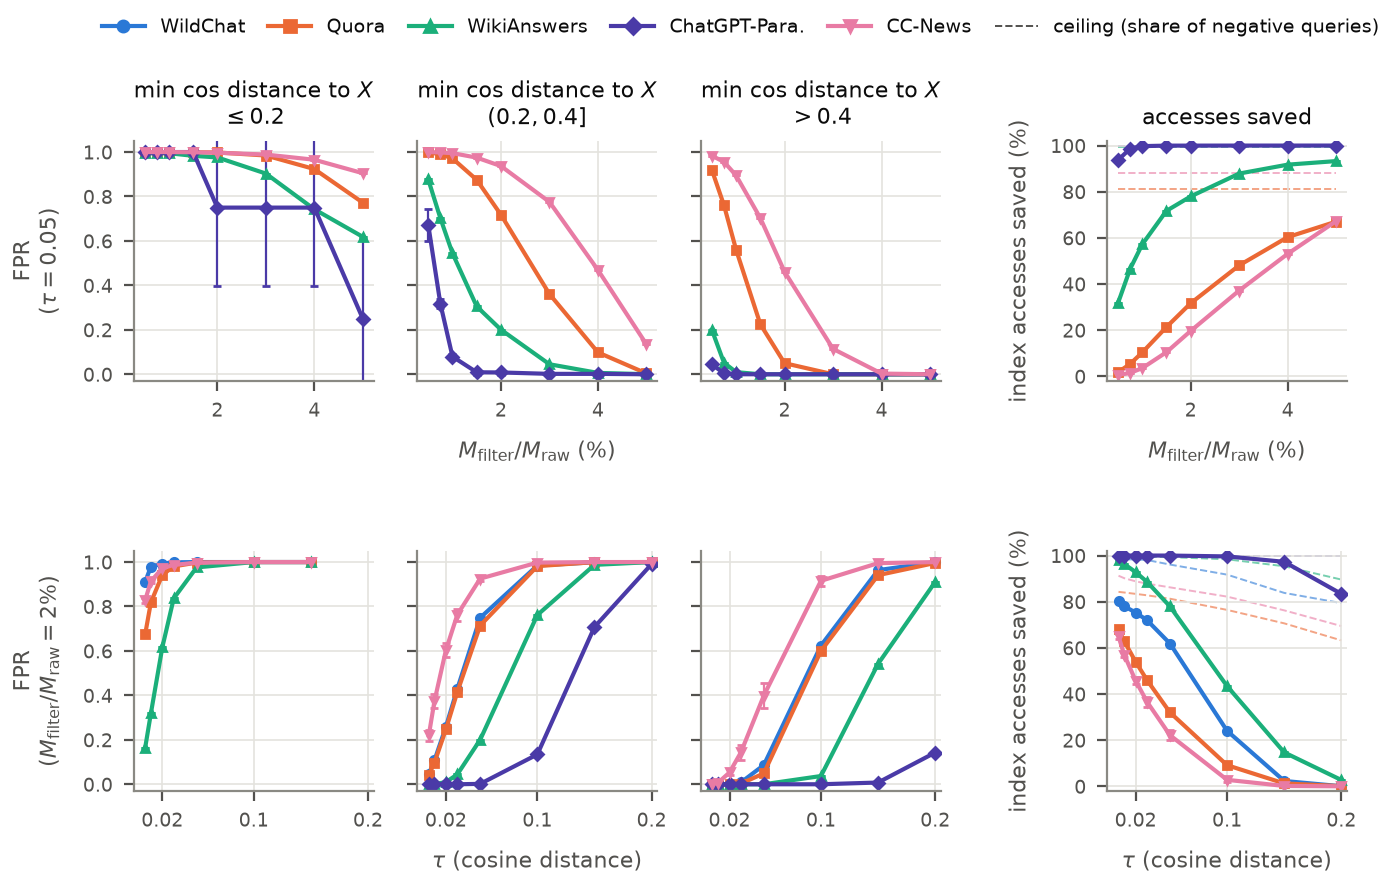 WildChat Quora WikiAnswers ChatGPT-Para. CC-News ceiling (share of negative queries)
min cos distance to X
≤ 0.2
min cos distance to X
(0.2, 0.4]
min cos distance to X
> 0.4
accesses saved
FPR
(τ = 0.05)
1.0
0.8
0.6
0.4
0.2
0.0
2 4
2 4
2 4
M_filter/M_raw (%)
index accesses saved (%)
100
80
60
40
20
0
2 4
M_filter/M_raw (%)
FPR
(M_filter/M_raw = 2%)
1.0
0.8
0.6
0.4
0.2
0.0
0.02 0.1 0.2
0.02 0.1 0.2
0.02 0.1 0.2
τ (cosine distance)
index accesses saved (%)
100
80
60
40
20
0
0.02 0.1 0.2
τ (cosine distance)